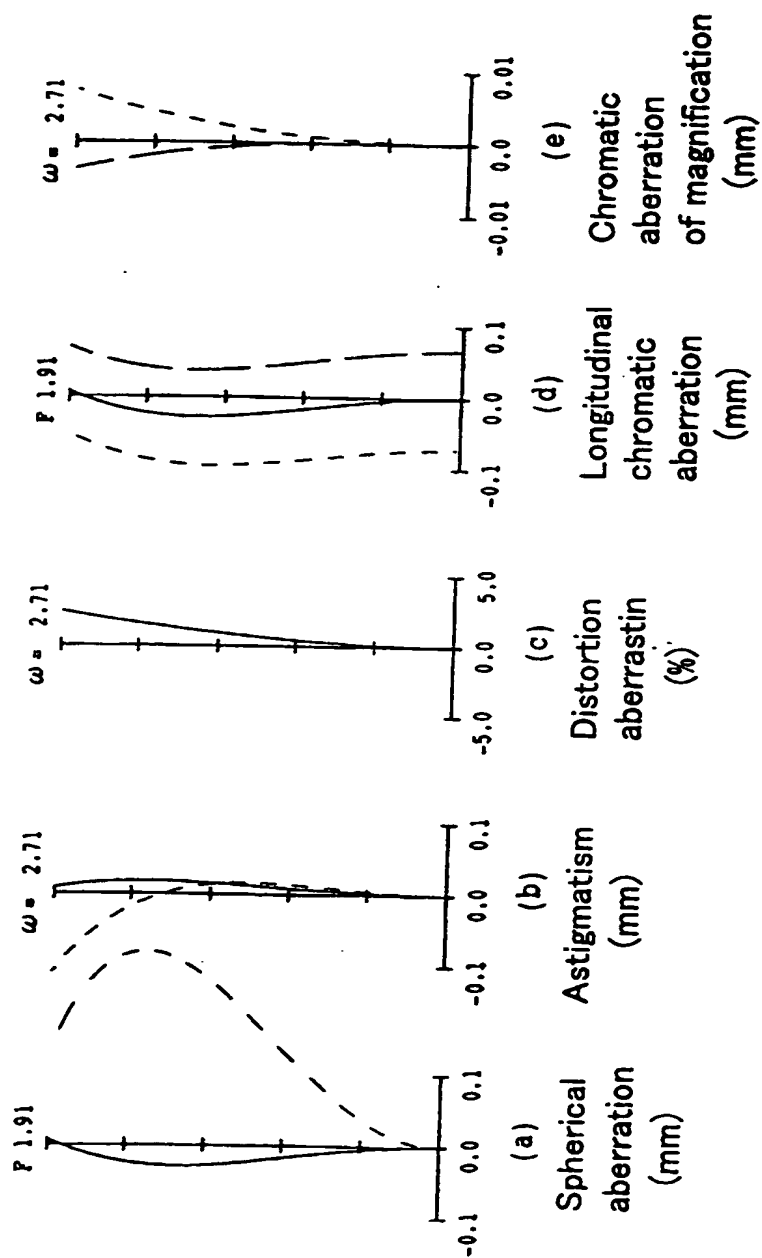 F 1.91
-0.1 0.0 0.1
(a)
Spherical
aberration
(mm)
ω = 2.71
-0.1 0.0 0.1
(b)
Astigmatism
(mm)
ω = 2.71
-5.0 0.0 5.0
(c)
Distortion
aberrastin
(%)
F 1.91
-0.1 0.0 0.1
(d)
Longitudinal
chromatic
aberration
(mm)
ω = 2.71
-0.01 0.0 0.01
(e)
Chromatic
aberration
of magnification
(mm)